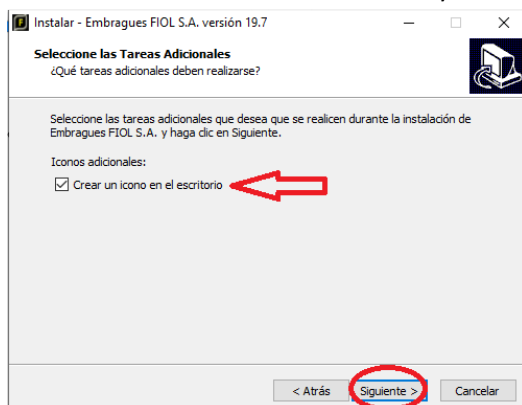 Instalar - Embragues FIOL S.A. versión 19.7
Seleccione las Tareas Adicionales
¿Qué tareas adicionales deben realizarse?
Seleccione las tareas adicionales que desea que se realicen durante la instalación de
Embragues FIOL S.A. y haga clic en Siguiente.
Iconos adicionales:
Crear un icono en el escritorio
< Atrás
Siguiente >
Cancelar